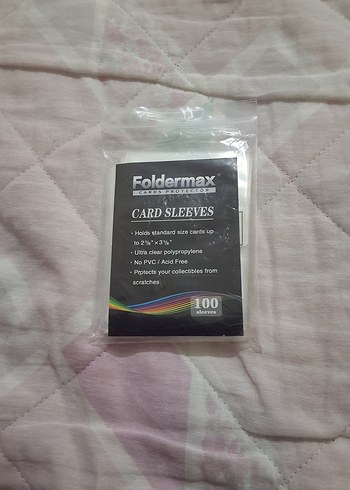 Foldermax
CARDS PROTECTOR
CARD SLEEVES
• Holds standard size cards up
to 2⅝" × 3⅝"
• Ultra clear polypropylene
• No PVC / Acid Free
• Protects your collectibles from
scratches
100
sleeves